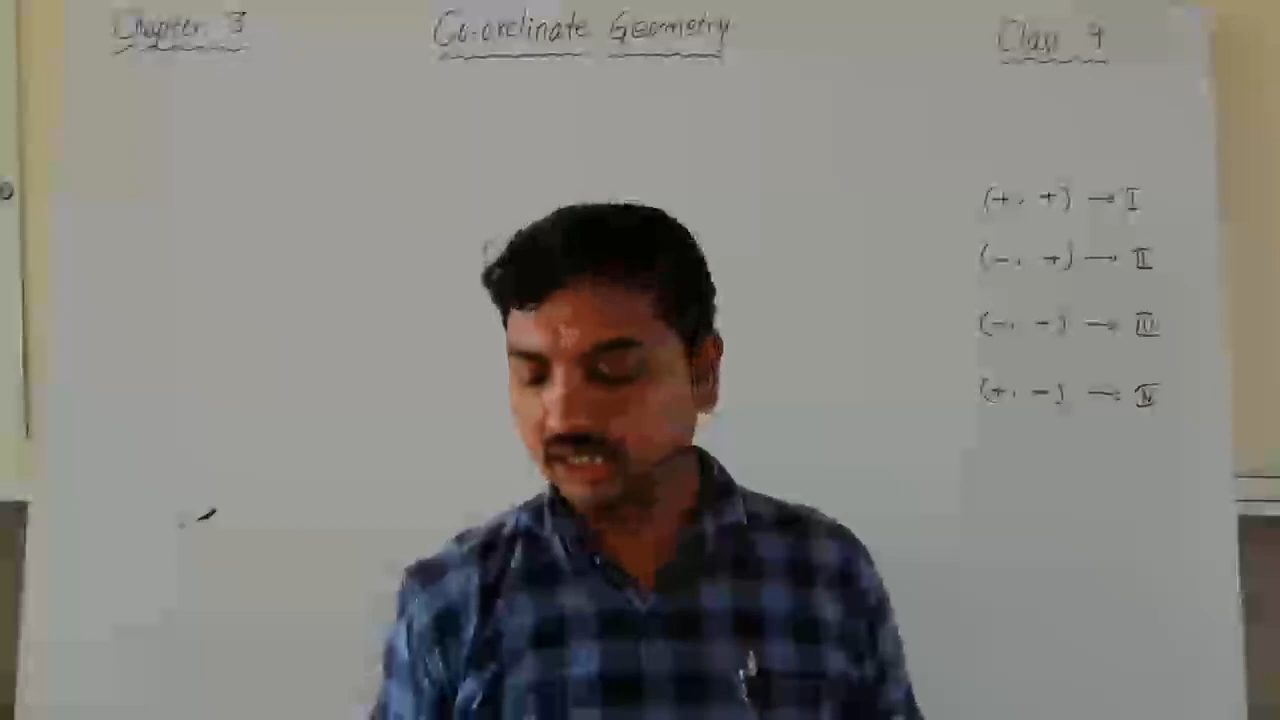 Chapter 3 Co-ordinate Geometry Class 9
(+, +) → I
(-, +) → II
(-, -) → III
(+, -) → IV